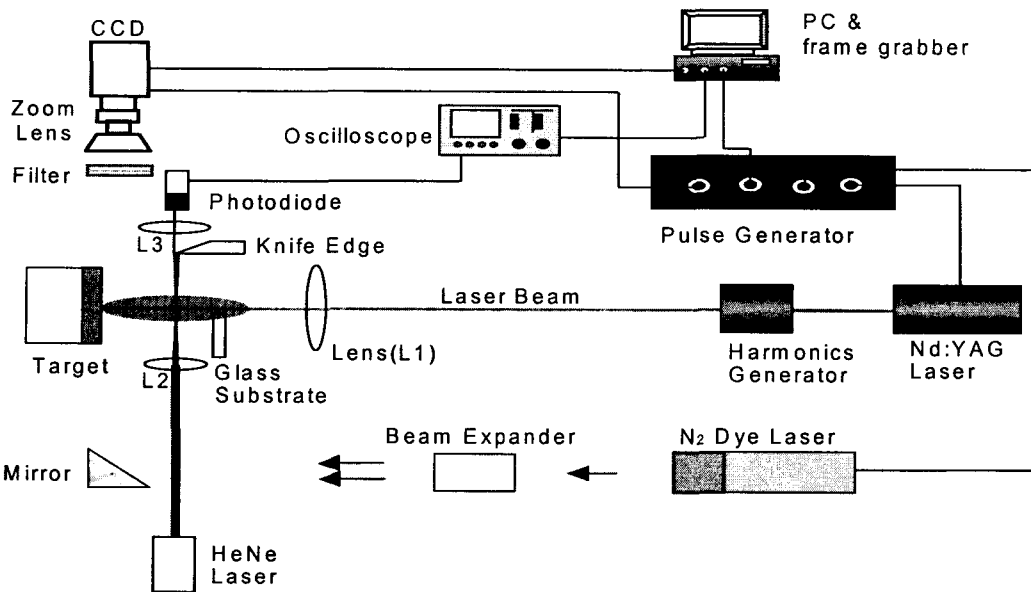 CCD
PC &
frame grabber
Zoom
Lens
Oscilloscope
Filter
Photodiode
L3
Knife Edge
Pulse Generator
Laser Beam
Target
L2
Glass
Substrate
Lens(L1)
Harmonics
Generator
Nd:YAG
Laser
Beam Expander
N₂ Dye Laser
Mirror
HeNe
Laser